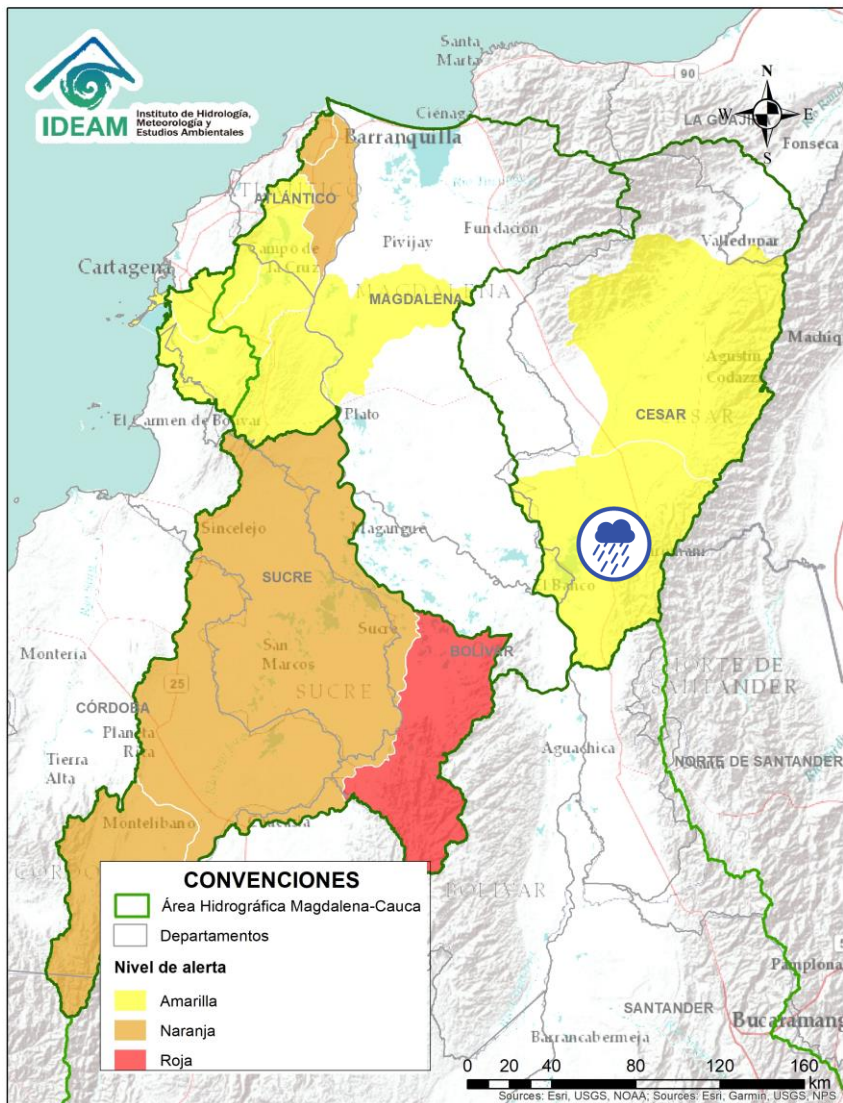 Santa
Marta
90
N
W
E
S
IDEAM
Instituto de Hidrología,
Meteorología y
Estudios Ambientales
Ciénaga
LA GUAJIRA
Fonseca
Barranquilla
ATLÁNTICO
Fundación
Pivijay
Valledupar
Campo de
la Cruz
Cartagena
MAGDALENA
Agustín
Codazzi
El Carmen de Bolívar
Plato
CESAR
Sincelejo
Magangue
SUCRE
El Banco
Sucre
San
Marcos
BOLÍVAR
SUCRE
Montería
25
NORTE DE
SANTANDER
CÓRDOBA
Planeta
Rica
Tierra
Alta
Aguachica
NORTE DE SANTANDER
Montelibano
BOLÍVAR
CONVENCIONES
Área Hidrográfica Magdalena-Cauca
Departamentos
Nivel de alerta
Amarilla
Naranja
Roja
Pamplona
SANTANDER
Bucaramang
Barrancabermeja
0 20 40 80 120 160
km
Sources: Esri, USGS, NOAA; Sources: Esri, Garmin, USGS, NPS